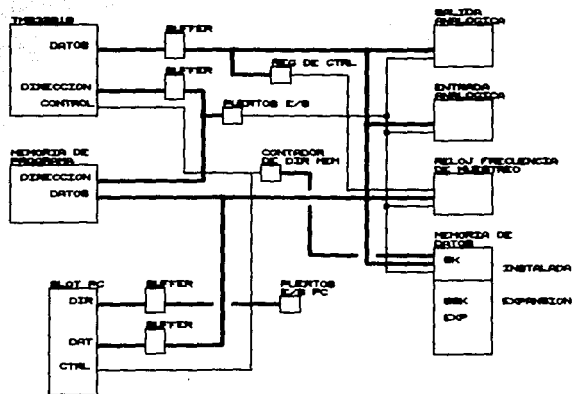 TMS32010
DATOS
DIRECCION
CONTROL
BUFFER
BUFFER
REG DE CTRL
PUERTOS E/S
SALIDA
ANALOGICA
ENTRADA
ANALOGICA
MEMORIA DE
PROGRAMA
DIRECCION
DATOS
CONTADOR
DE DIR MEM
RELOJ FRECUENCIA
DE MUESTREO
MEMORIA DE
DATOS
8K
INSTALADA
EXPANSION
EXP
SLOT PC
DIR
DAT
CTRL
BUFFER
BUFFER
PUERTOS
E/S PC